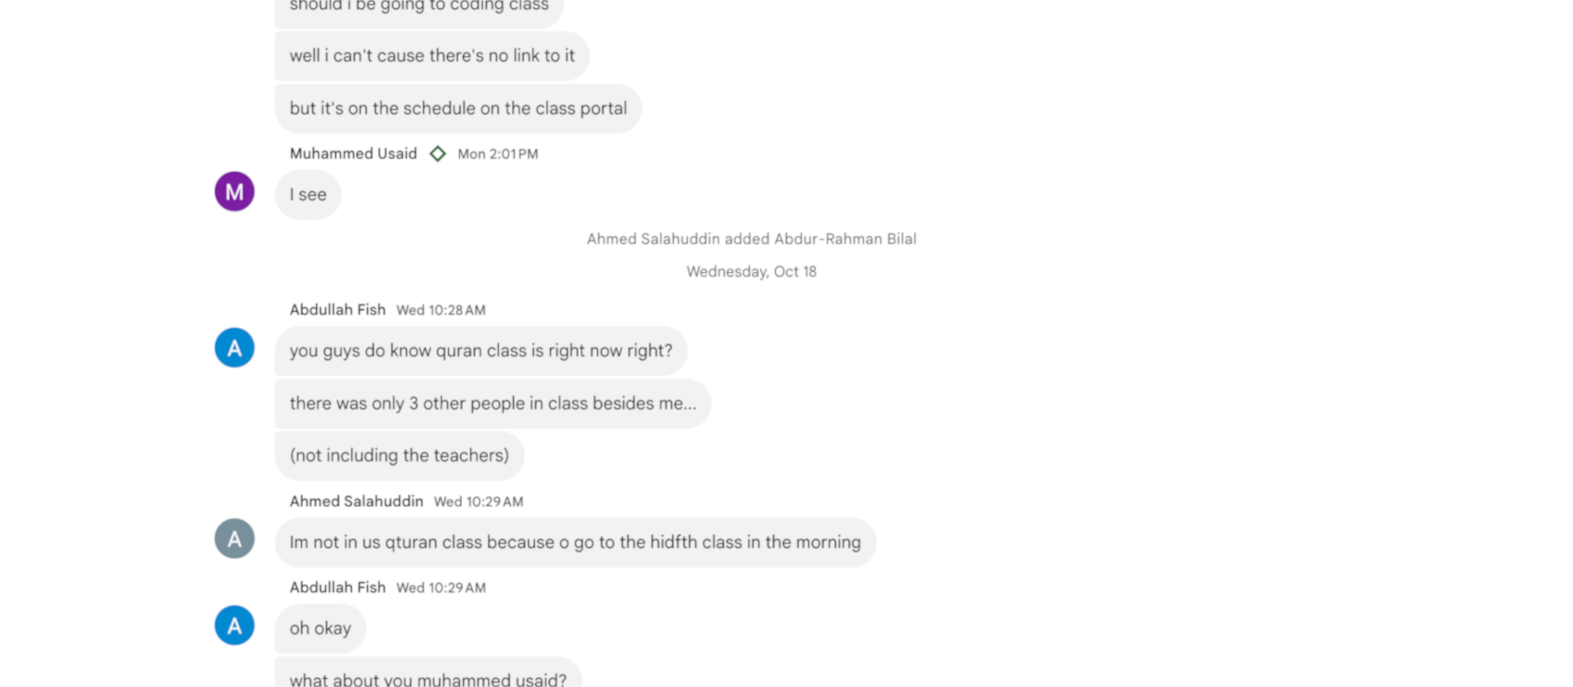 should i be going to coding class
well i can't cause there's no link to it
but it's on the schedule on the class portal
Muhammed Usaid Mon 2:01 PM
M
I see
Ahmed Salahuddin added Abdur-Rahman Bilal
Wednesday, Oct 18
Abdullah Fish Wed 10:28 AM
A
you guys do know quran class is right now right?
there was only 3 other people in class besides me...
(not including the teachers)
Ahmed Salahuddin Wed 10:29 AM
A
Im not in us qturan class because o go to the hidfth class in the morning
Abdullah Fish Wed 10:29 AM
A
oh okay
what about you muhammed usaid?